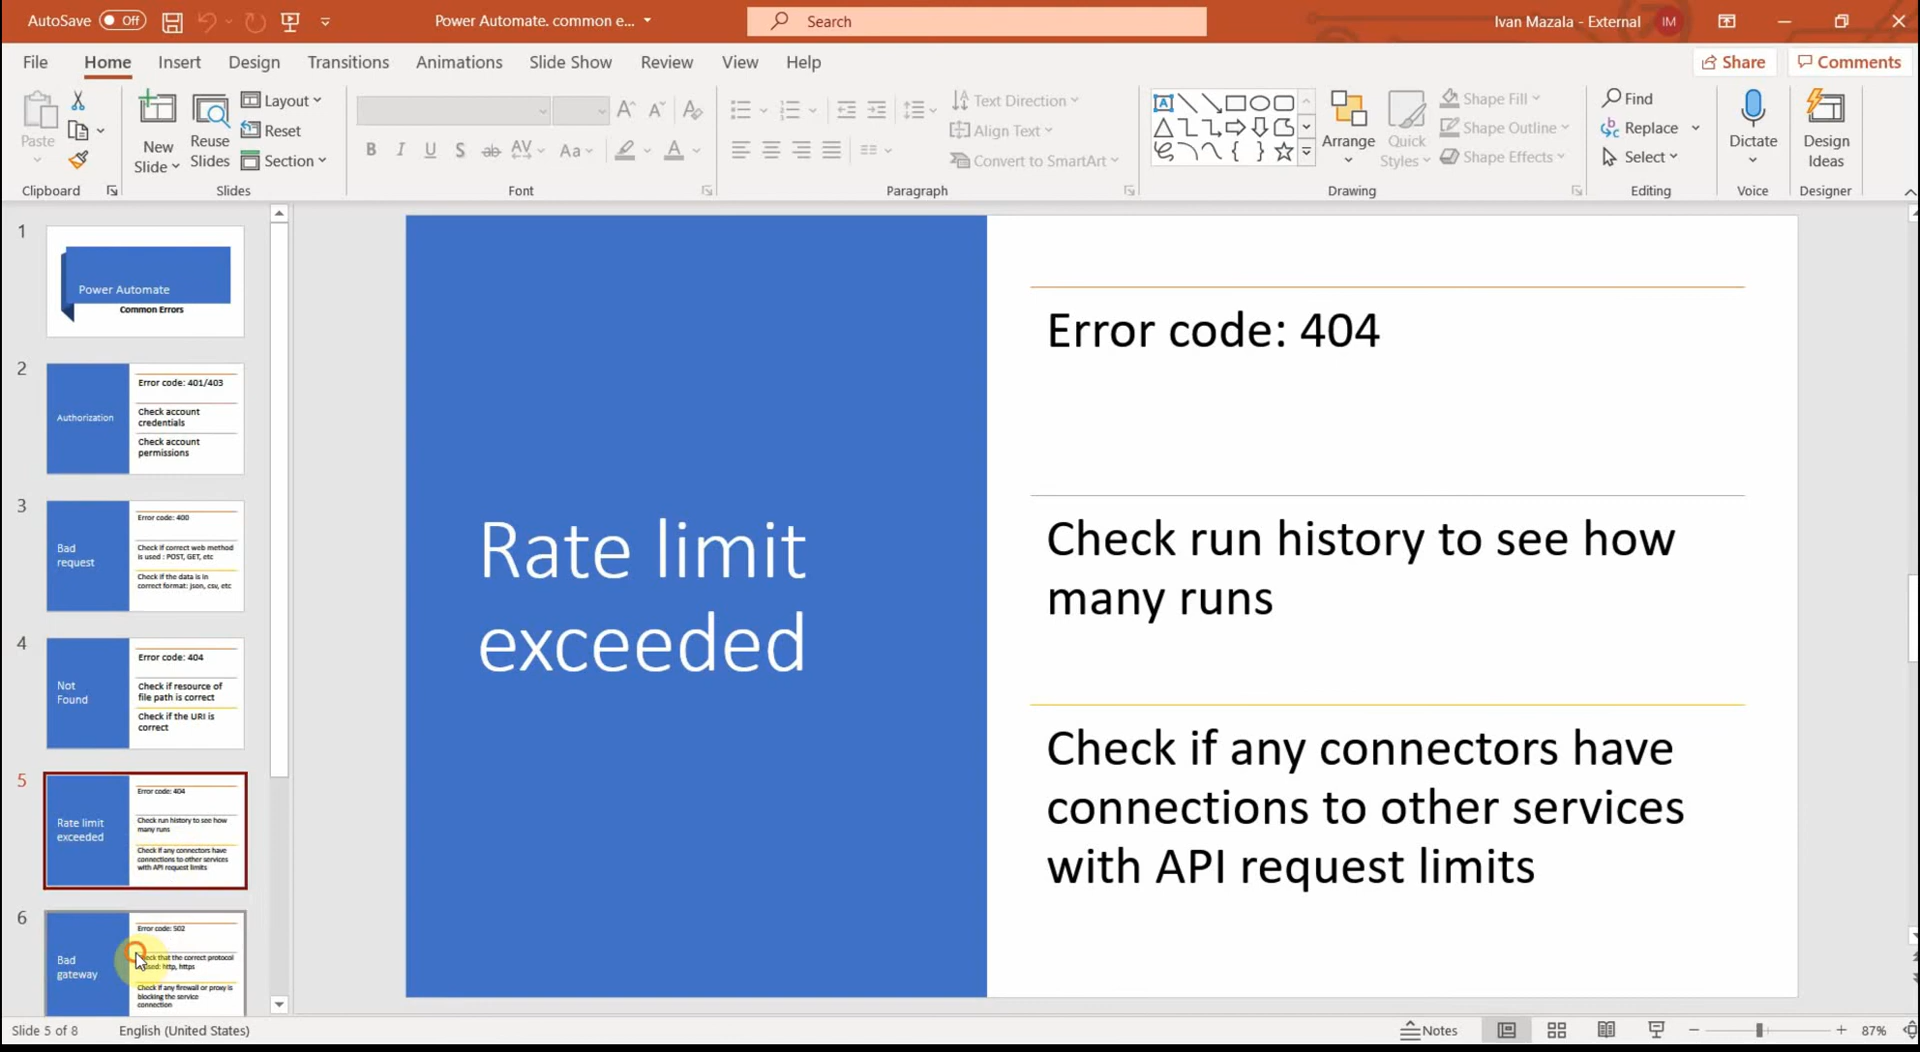 AutoSave Off
Power Automate. common e...
Search
Ivan Mazala - External IM
File Home Insert Design Transitions Animations Slide Show Review View Help
Share Comments
Paste
Clipboard
New
Slide
Reuse
Slides
Layout
Reset
Section
Slides
B I U S ab AV Aa A
Font
Text Direction
Align Text
Convert to SmartArt
Paragraph
Arrange
Quick
Styles
Shape Fill
Shape Outline
Shape Effects
Drawing
Find
Replace
Select
Editing
Dictate
Voice
Design
Ideas
Designer
1
Power Automate
Common Errors
2
Authorization
Error code: 401/403
Check account
credentials
Check account
permissions
3
Bad
request
Error code: 400
Check if correct web method
is used : POST, GET, etc
Check if the data is in
correct format: json, csv, etc
4
Not
Found
Error code: 404
Check if resource of
file path is correct
Check if the URI is
correct
5
Rate limit
exceeded
Error code: 404
Check run history to see how
many runs
Check if any connectors have
connections to other services
with API request limits
6
Bad
gateway
Error code: 502
that the correct protocol
used: http, https
Check if any firewall or proxy is
blocking the service
connection
Rate limit
exceeded
Error code: 404
Check run history to see how
many runs
Check if any connectors have
connections to other services
with API request limits
Slide 5 of 8
English (United States)
Notes
87%